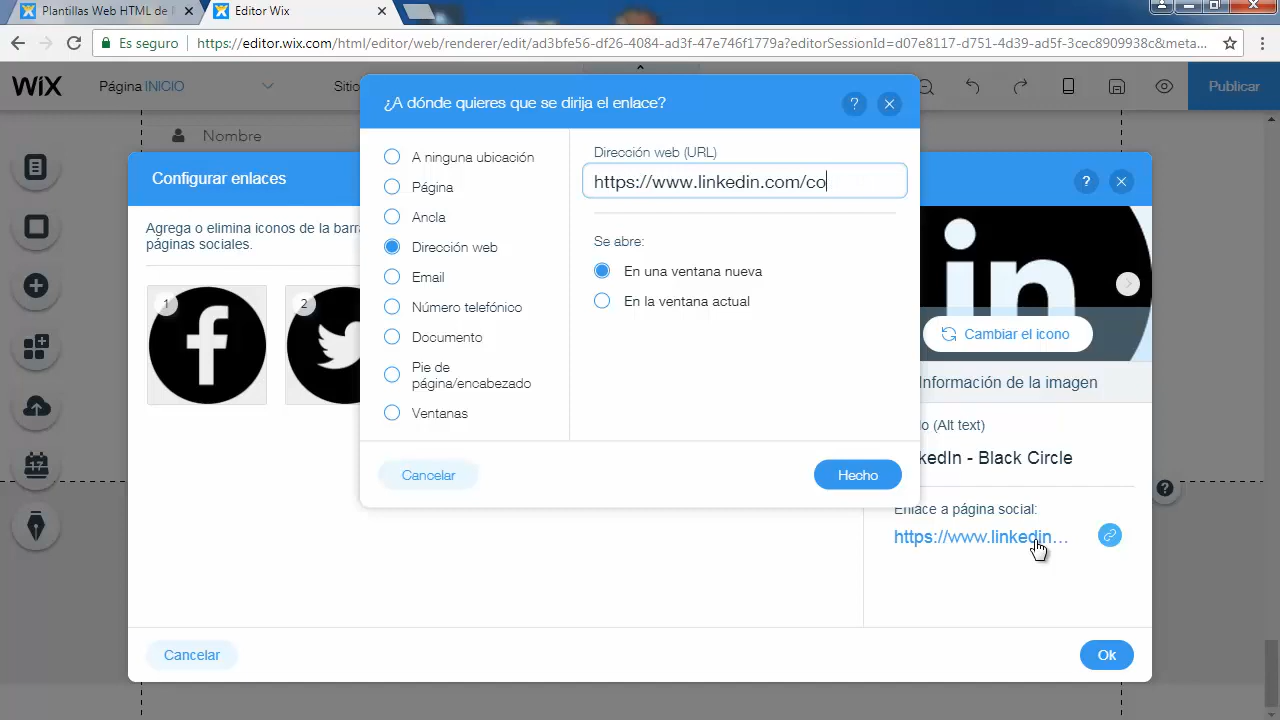 Plantillas Web HTML de
Editor Wix
Es seguro
https://editor.wix.com/html/editor/web/renderer/edit/ad3bfe56-df26-4084-ad3f-47e746f1779a?editorSessionId=d07e8117-d751-4d39-ad5f-3cec8909938c&meta...
WIX
Página INICIO
Sitio
Publicar
Nombre
¿A dónde quieres que se dirija el enlace?
?
A ninguna ubicación
Página
Ancla
Dirección web
Email
Número telefónico
Documento
Pie de
página/encabezado
Ventanas
Dirección web (URL)
https://www.linkedin.com/co
Se abre:
En una ventana nueva
En la ventana actual
Cancelar
Hecho
Configurar enlaces
?
Agrega o elimina iconos de la barra
páginas sociales.
1
2
f
in
17
Cambiar el icono
Información de la imagen
o (Alt text)
kedIn - Black Circle
Enlace a página social:
https://www.linkedin...
?
Cancelar
Ok